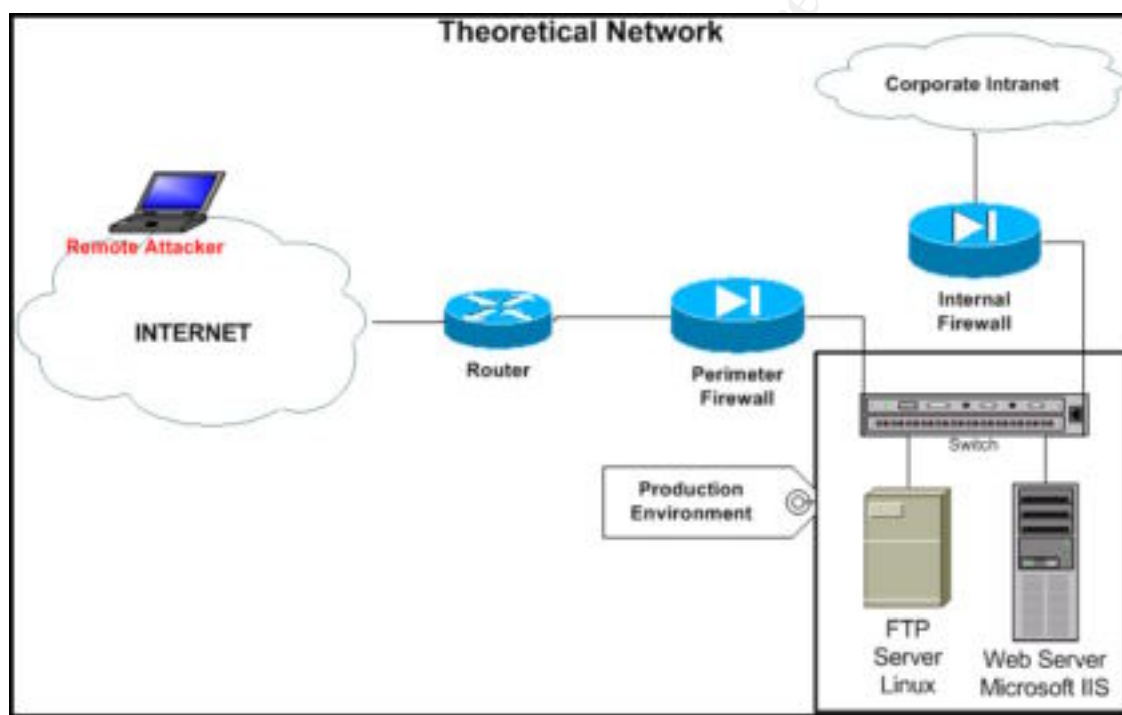 Theoretical Network
Corporate Intranet
Remote Attacker
INTERNET
Router
Perimeter
Firewall
Internal
Firewall
Switch
Production
Environment
FTP
Server
Linux
Web Server
Microsoft IIS